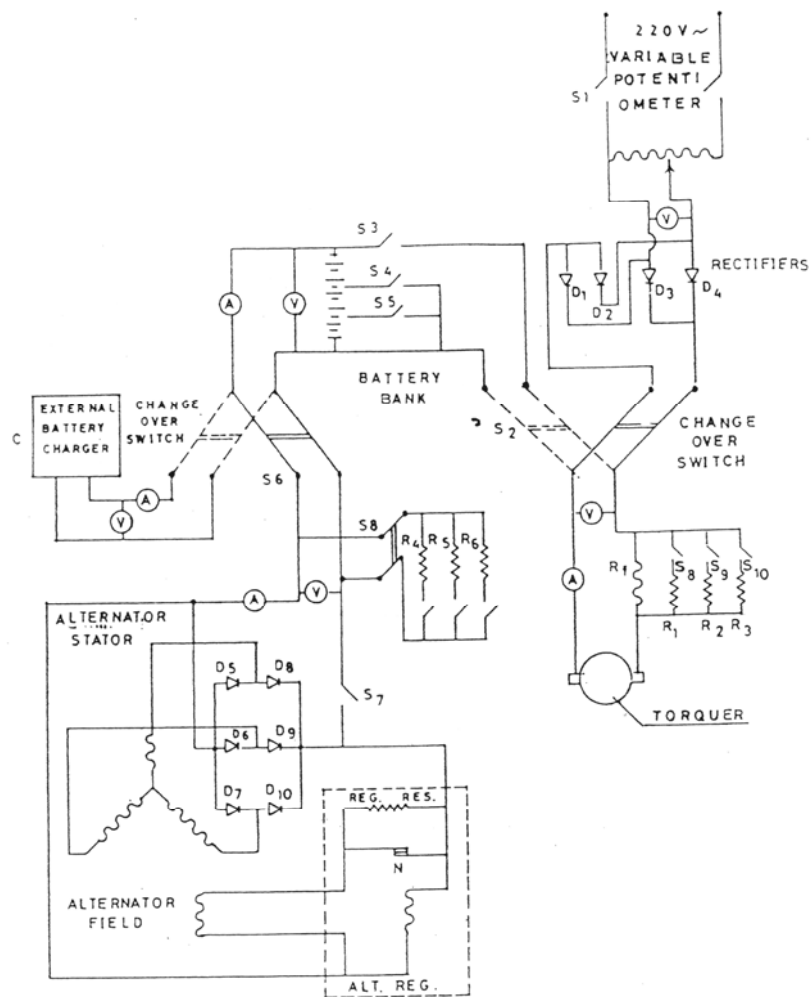 220V~
VARIABLE
POTENTI
OMETER
S1
V
RECTIFIERS
D1
D2
D3
D4
S3
S4
S5
A
V
BATTERY
BANK
EXTERNAL
BATTERY
CHARGER
C
CHANGE
OVER
SWITCH
A
V
S6
S2
CHANGE
OVER
SWITCH
S8
R4
R5
R6
V
A
Rf
S8
S9
S10
R1
R2
R3
TORQUER
A
V
ALTERNATOR
STATOR
D5
D8
D6
D9
D7
D10
S7
REG. RES.
N
ALTERNATOR
FIELD
ALT. REG.